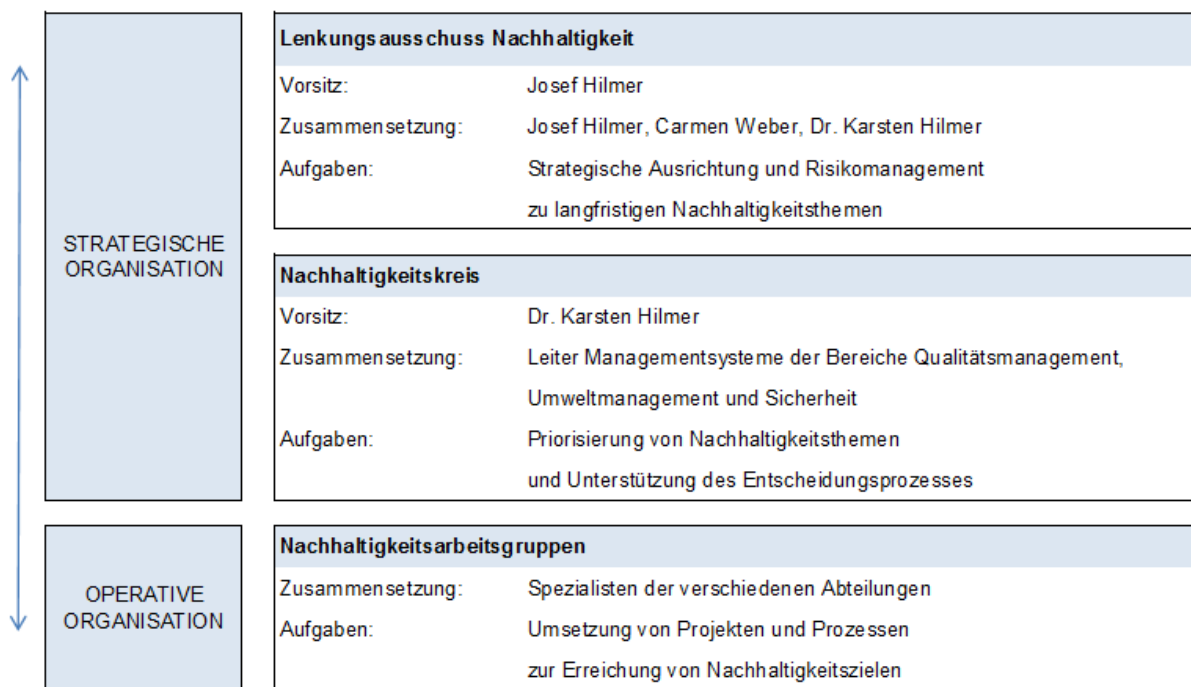 Lenkungsausschuss Nachhaltigkeit
Vorsitz: Josef Hilmer
Zusammensetzung: Josef Hilmer, Carmen Weber, Dr. Karsten Hilmer
Aufgaben: Strategische Ausrichtung und Risikomanagement
zu langfristigen Nachhaltigkeitsthemen
STRATEGISCHE
ORGANISATION
Nachhaltigkeitskreis
Vorsitz: Dr. Karsten Hilmer
Zusammensetzung: Leiter Managementsysteme der Bereiche Qualitätsmanagement,
Umweltmanagement und Sicherheit
Aufgaben: Priorisierung von Nachhaltigkeitsthemen
und Unterstützung des Entscheidungsprozesses
OPERATIVE
ORGANISATION
Nachhaltigkeitsarbeitsgruppen
Zusammensetzung: Spezialisten der verschiedenen Abteilungen
Aufgaben: Umsetzung von Projekten und Prozessen
zur Erreichung von Nachhaltigkeitszielen